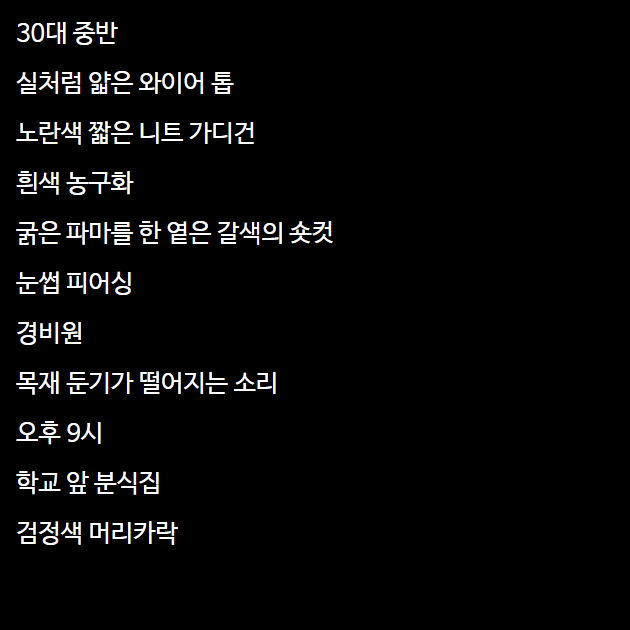 30대 중반
실처럼 얇은 와이어 톱
노란색 짧은 니트 가디건
흰색 농구화
굵은 파마를 한 옅은 갈색의 숏컷
눈썹 피어싱
경비원
목재 둔기가 떨어지는 소리
오후 9시
학교 앞 분식집
검정색 머리카락